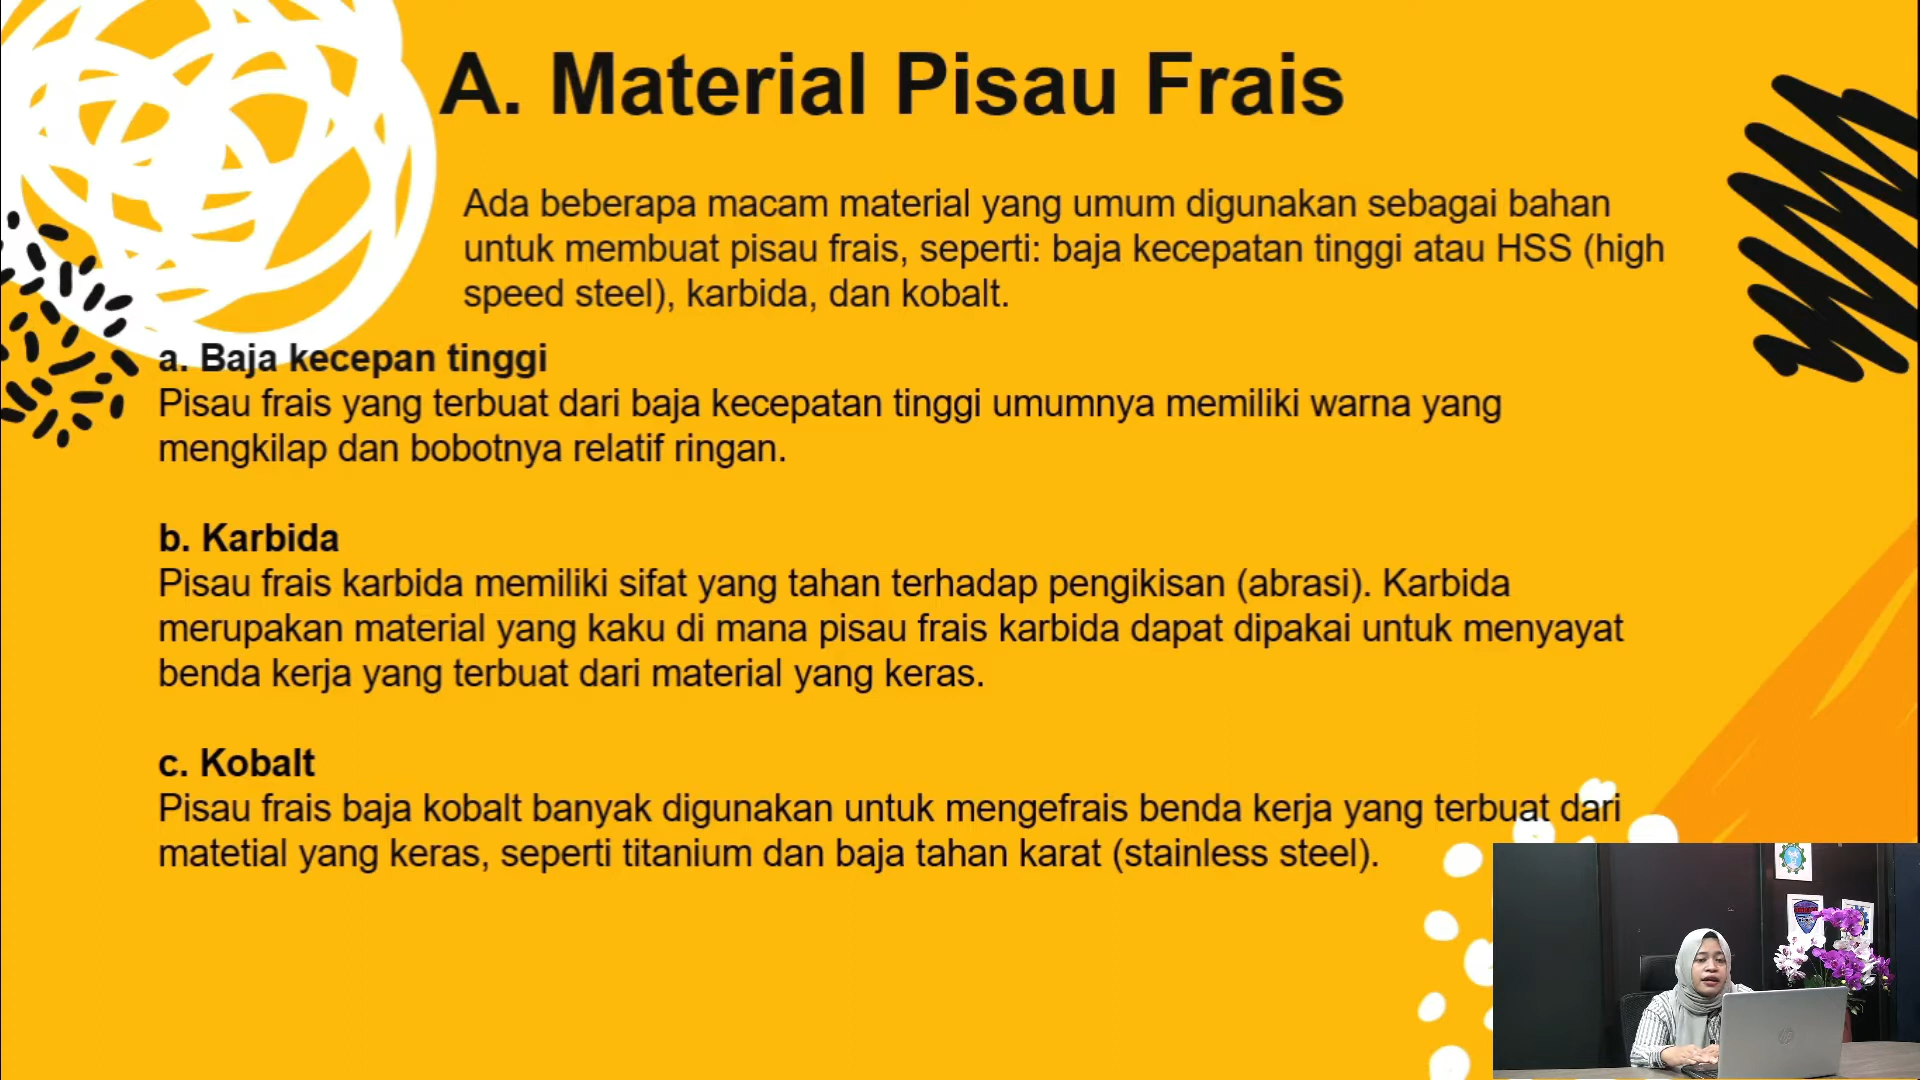 A. Material Pisau Frais
Ada beberapa macam material yang umum digunakan sebagai bahan
untuk membuat pisau frais, seperti: baja kecepatan tinggi atau HSS (high
speed steel), karbida, dan kobalt.
a. Baja kecepan tinggi
Pisau frais yang terbuat dari baja kecepatan tinggi umumnya memiliki warna yang
mengkilap dan bobotnya relatif ringan.
b. Karbida
Pisau frais karbida memiliki sifat yang tahan terhadap pengikisan (abrasi). Karbida
merupakan material yang kaku di mana pisau frais karbida dapat dipakai untuk menyayat
benda kerja yang terbuat dari material yang keras.
c. Kobalt
Pisau frais baja kobalt banyak digunakan untuk mengefrais benda kerja yang terbuat dari
matetial yang keras, seperti titanium dan baja tahan karat (stainless steel).